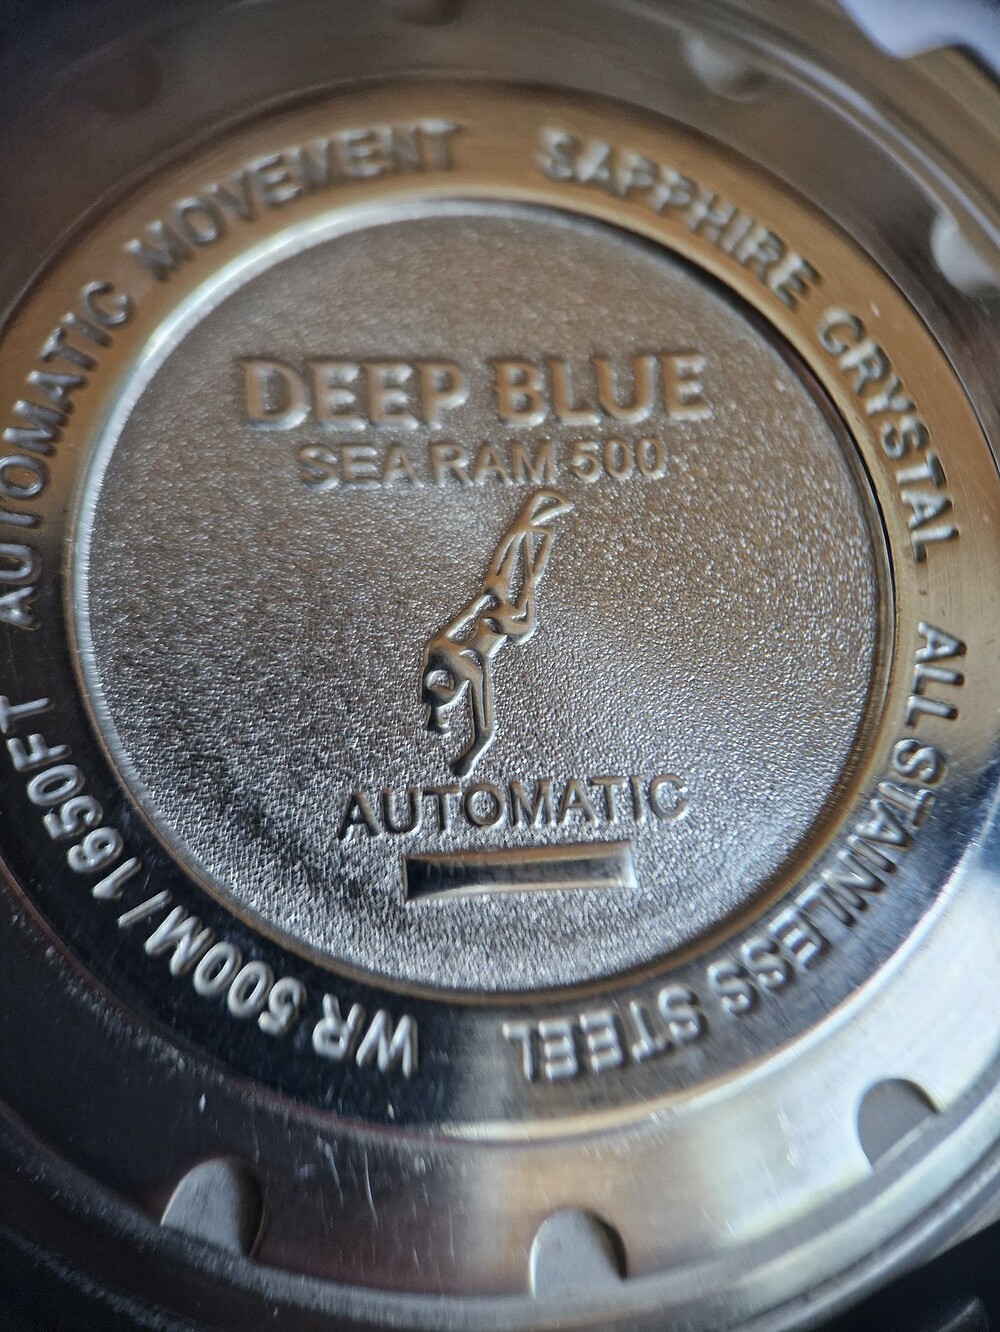 DEEP BLUE
SEA RAM 500
AUTOMATIC
AUTOMATIC MOVEMENT
SAPPHIRE CRYSTAL
ALL STAINLESS STEEL
WR 500M / 1650FT